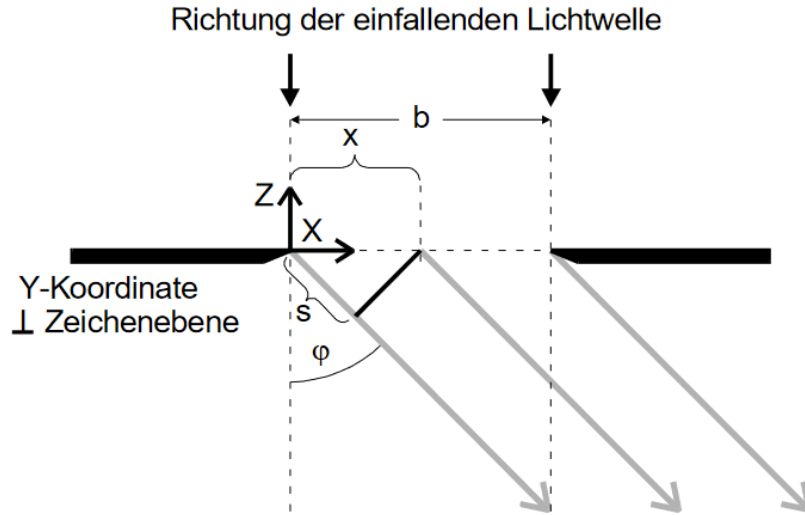 Richtung der einfallenden Lichtwelle
b
x
Z
X
Y-Koordinate
⊥ Zeichenebene
s
φ